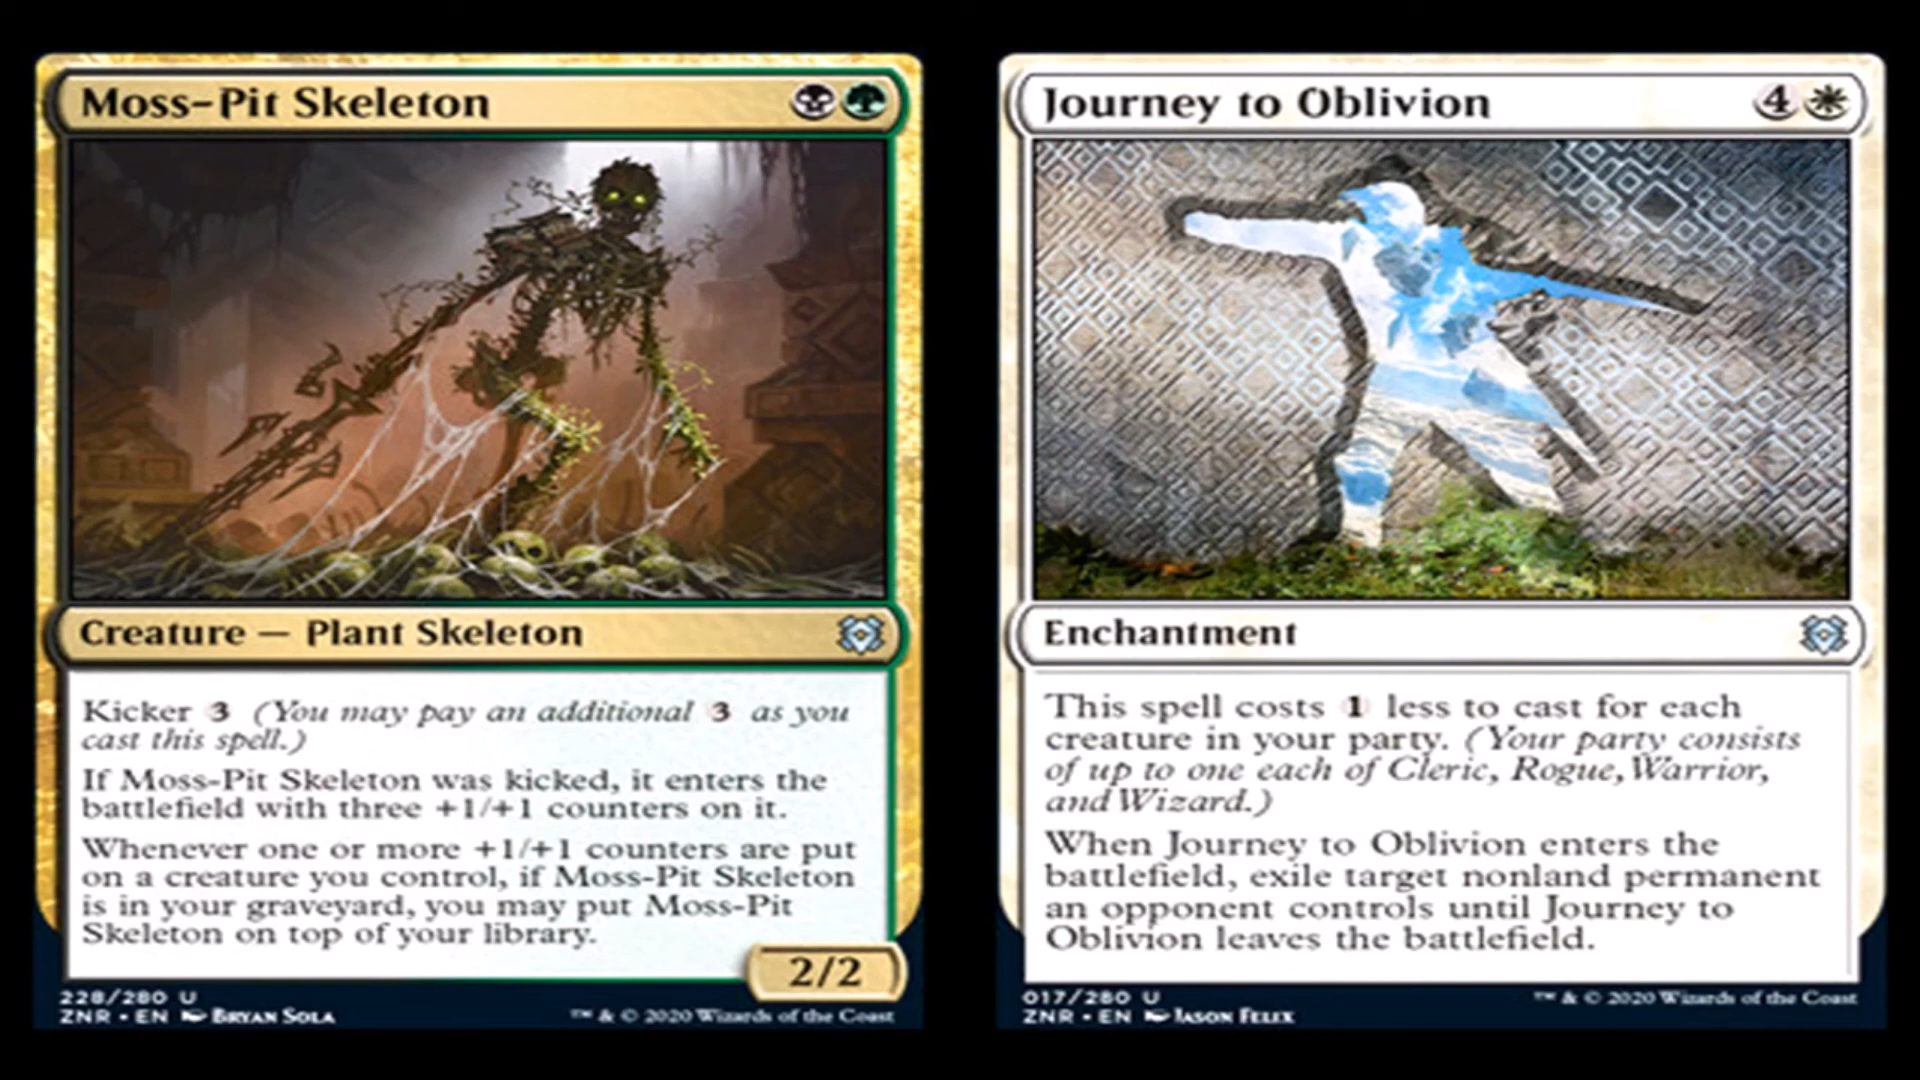 Moss-Pit Skeleton
Creature — Plant Skeleton
Kicker 3 (You may pay an additional 3 as you
cast this spell.)
If Moss-Pit Skeleton was kicked, it enters the
battlefield with three +1/+1 counters on it.
Whenever one or more +1/+1 counters are put
on a creature you control, if Moss-Pit Skeleton
is in your graveyard, you may put Moss-Pit
Skeleton on top of your library.
2/2
228/280 U
ZNR • EN Bryan Sola
™ & © 2020 Wizards of the Coast
Journey to Oblivion 4
Enchantment
This spell costs 1 less to cast for each
creature in your party. (Your party consists
of up to one each of Cleric, Rogue, Warrior,
and Wizard.)
When Journey to Oblivion enters the
battlefield, exile target nonland permanent
an opponent controls until Journey to
Oblivion leaves the battlefield.
017/280 U
ZNR • EN Jason Felix
™ & © 2020 Wizards of the Coast